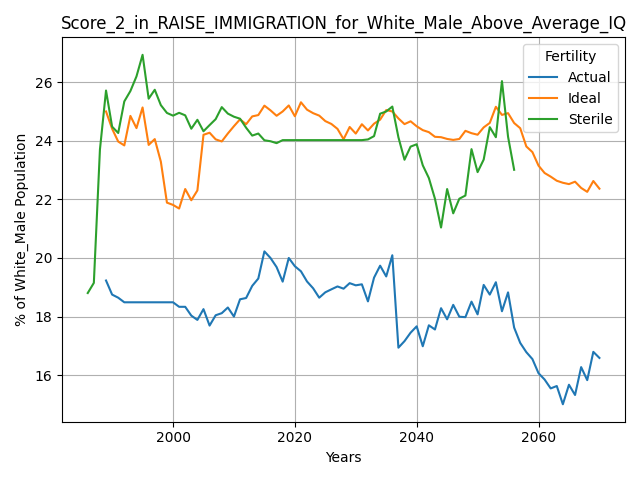 Score_2_in_RAISE_IMMIGRATION_for_White_Male_Above_Average_IQ
Fertility
Actual
Ideal
Sterile
% of White_Male Population
26
24
22
20
18
16
2000
2020
2040
2060
Years